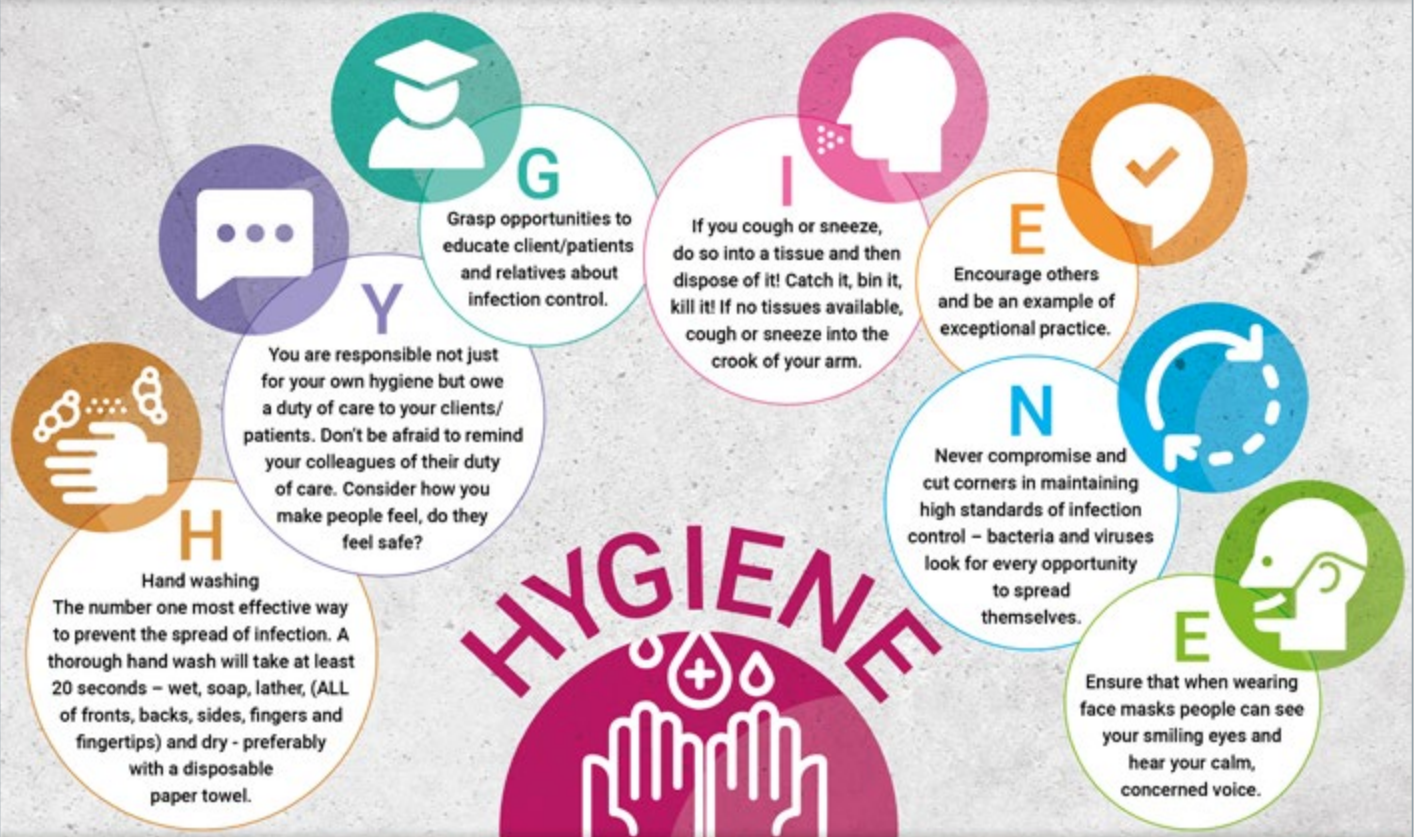 H
Hand washing
The number one most effective way
to prevent the spread of infection. A
thorough hand wash will take at least
20 seconds – wet, soap, lather, (ALL
of fronts, backs, sides, fingers and
fingertips) and dry - preferably
with a disposable
paper towel.
Y
You are responsible not just
for your own hygiene but owe
a duty of care to your clients/
patients. Don't be afraid to remind
your colleagues of their duty
of care. Consider how you
make people feel, do they
feel safe?
G
Grasp opportunities to
educate client/patients
and relatives about
infection control.
I
If you cough or sneeze,
do so into a tissue and then
dispose of it! Catch it, bin it,
kill it! If no tissues available,
cough or sneeze into the
crook of your arm.
E
Encourage others
and be an example of
exceptional practice.
N
Never compromise and
cut corners in maintaining
high standards of infection
control – bacteria and viruses
look for every opportunity
to spread
themselves.
E
Ensure that when wearing
face masks people can see
your smiling eyes and
hear your calm,
concerned voice.
HYGIENE